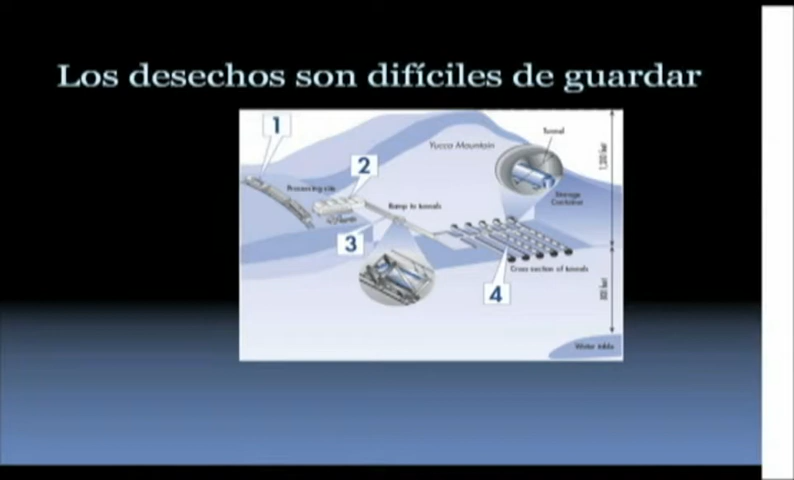 Los desechos son difíciles de guardar
1
2
3
4
Yucca Mountain
Tunnel
Processing site
Ramp to tunnels
Storage
Container
Cross section of tunnels
Water table